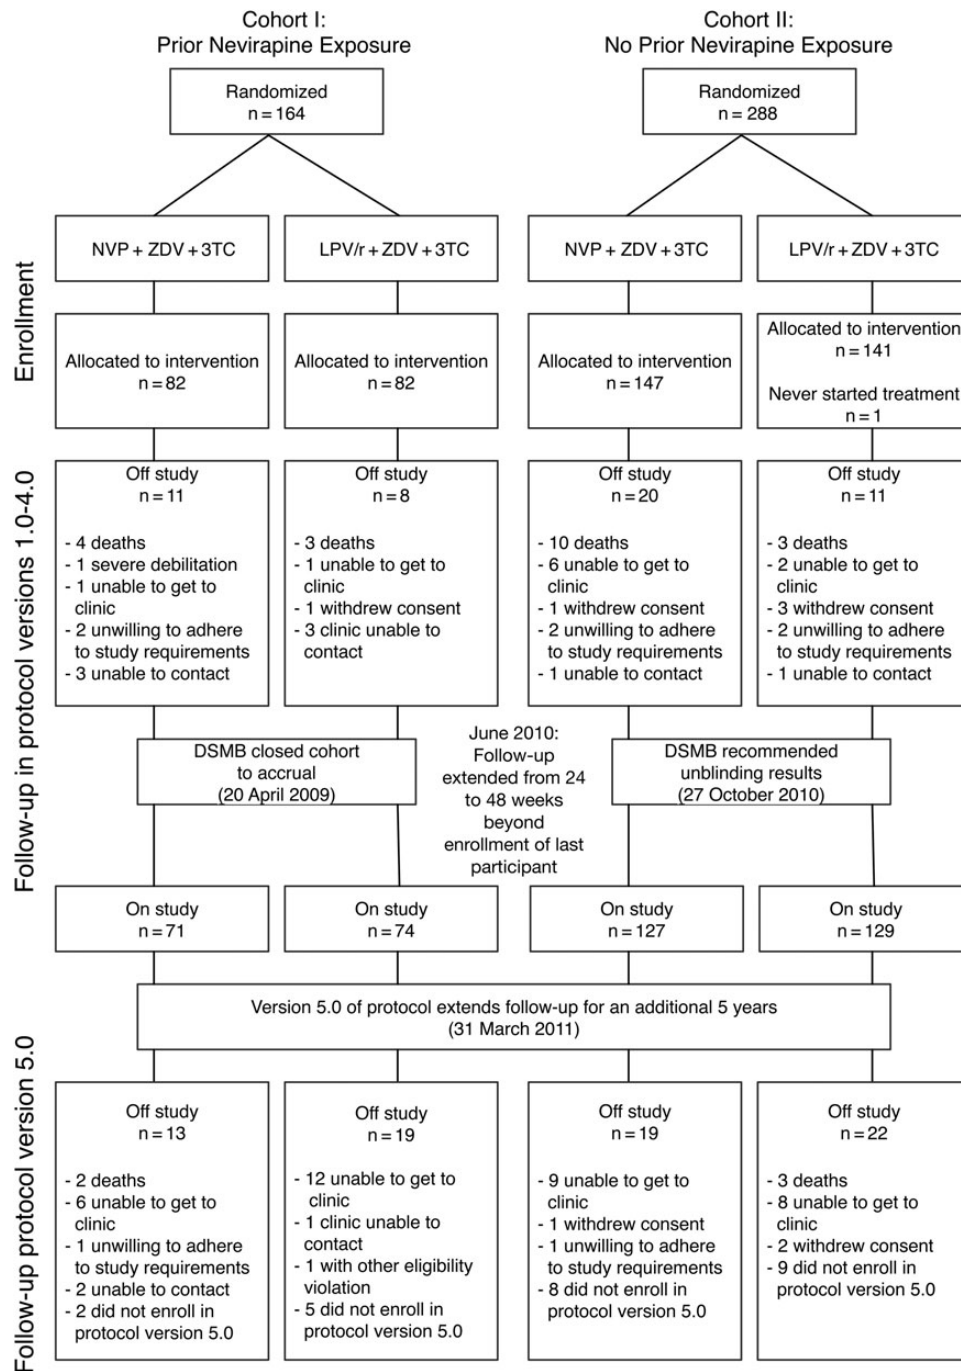 Cohort I:
Prior Nevirapine Exposure
Cohort II:
No Prior Nevirapine Exposure
Randomized
n = 164
Randomized
n = 288
Enrollment
NVP + ZDV + 3TC
LPV/r + ZDV + 3TC
NVP + ZDV + 3TC
LPV/r + ZDV + 3TC
Allocated to intervention
n = 82
Allocated to intervention
n = 82
Allocated to intervention
n = 147
Allocated to intervention
n = 141
Never started treatment
n = 1
Follow-up in protocol versions 1.0-4.0
Off study
n = 11
- 4 deaths
- 1 severe debilitation
- 1 unable to get to
clinic
- 2 unwilling to adhere
to study requirements
- 3 unable to contact
Off study
n = 8
- 3 deaths
- 1 unable to get to
clinic
- 1 withdrew consent
- 3 clinic unable to
contact
Off study
n = 20
- 10 deaths
- 6 unable to get to
clinic
- 1 withdrew consent
- 2 unwilling to adhere
to study requirements
- 1 unable to contact
Off study
n = 11
- 3 deaths
- 2 unable to get to
clinic
- 3 withdrew consent
- 2 unwilling to adhere
to study requirements
- 1 unable to contact
DSMB closed cohort
to accrual
(20 April 2009)
June 2010:
Follow-up
extended from 24
to 48 weeks
beyond
enrollment of last
participant
DSMB recommended
unblinding results
(27 October 2010)
On study
n = 71
On study
n = 74
On study
n = 127
On study
n = 129
Version 5.0 of protocol extends follow-up for an additional 5 years
(31 March 2011)
Follow-up protocol version 5.0
Off study
n = 13
- 2 deaths
- 6 unable to get to
clinic
- 1 unwilling to adhere
to study requirements
- 2 unable to contact
- 2 did not enroll in
protocol version 5.0
Off study
n = 19
- 12 unable to get to
clinic
- 1 clinic unable to
contact
- 1 with other eligibility
violation
- 5 did not enroll in
protocol version 5.0
Off study
n = 19
- 9 unable to get to
clinic
- 1 withdrew consent
- 1 unwilling to adhere
to study requirements
- 8 did not enroll in
protocol version 5.0
Off study
n = 22
- 3 deaths
- 8 unable to get to
clinic
- 2 withdrew consent
- 9 did not enroll in
protocol version 5.0